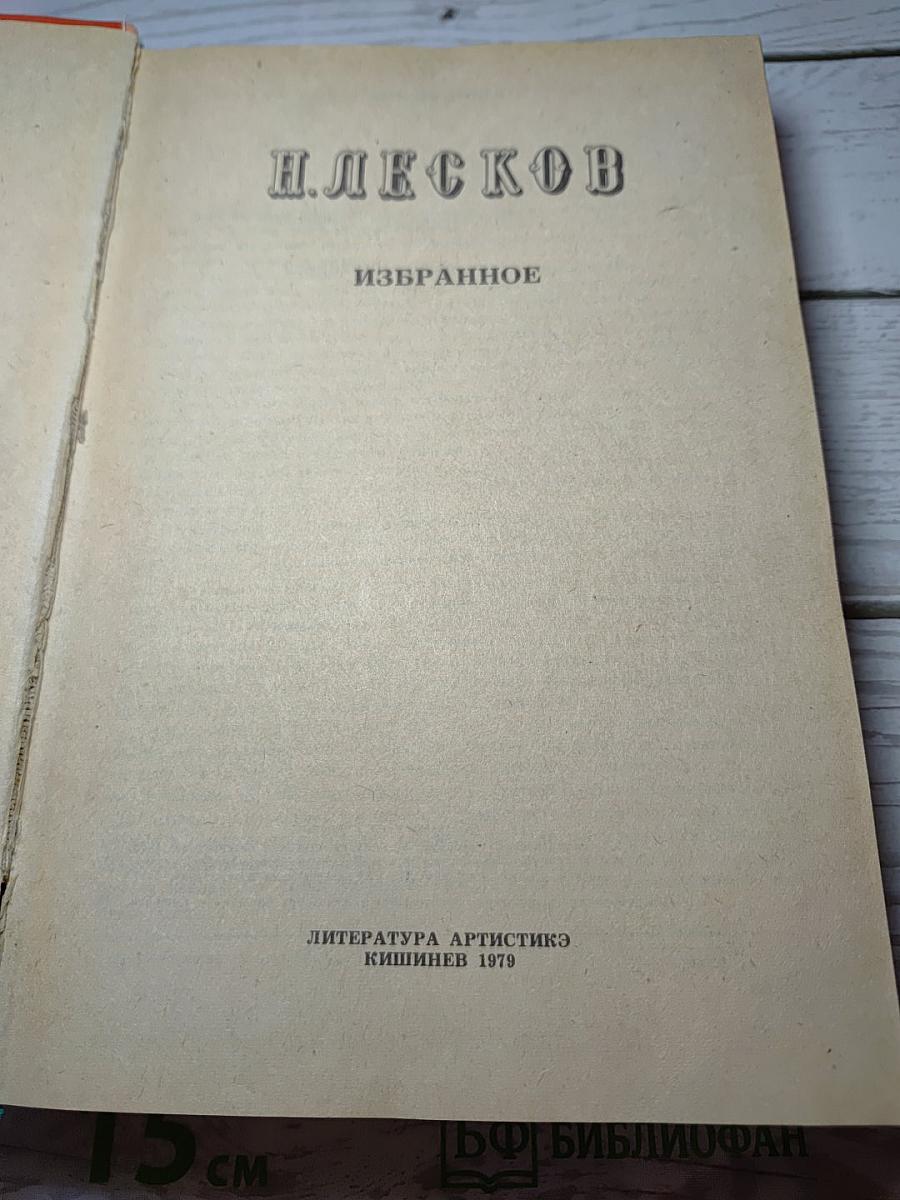 Н. ЛЕСКОВ
ИЗБРАННОЕ
ЛИТЕРАТУРА АРТИСТИКЭ
КИШИНЕВ 1979
15 см
БФ БИБЛИОФАН